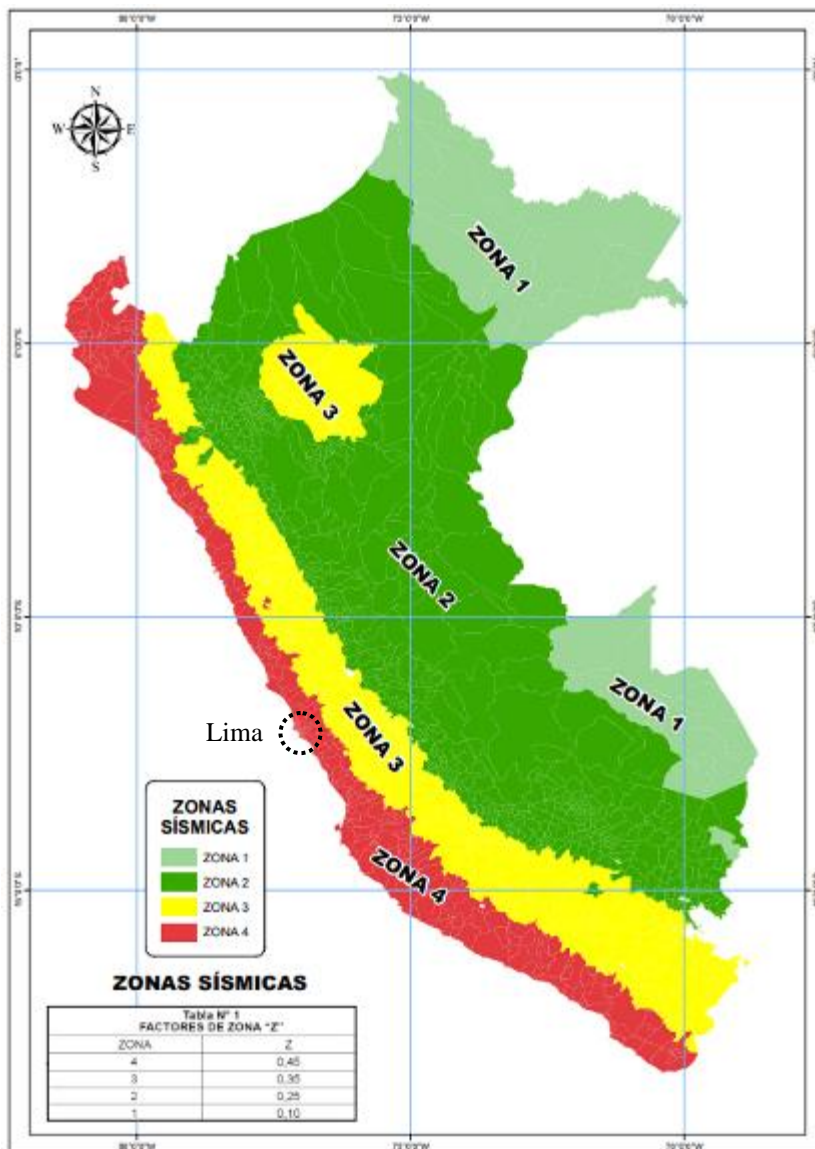 N
W E
S
ZONA 1
ZONA 3
ZONA 2
ZONA 1
ZONA 3
Lima
ZONA 4
ZONAS
SÍSMICAS
ZONA 1
ZONA 2
ZONA 3
ZONA 4
ZONAS SÍSMICAS
Tabla N° 1
FACTORES DE ZONA "Z"
ZONA Z
4 0,45
3 0,35
2 0,25
1 0,10